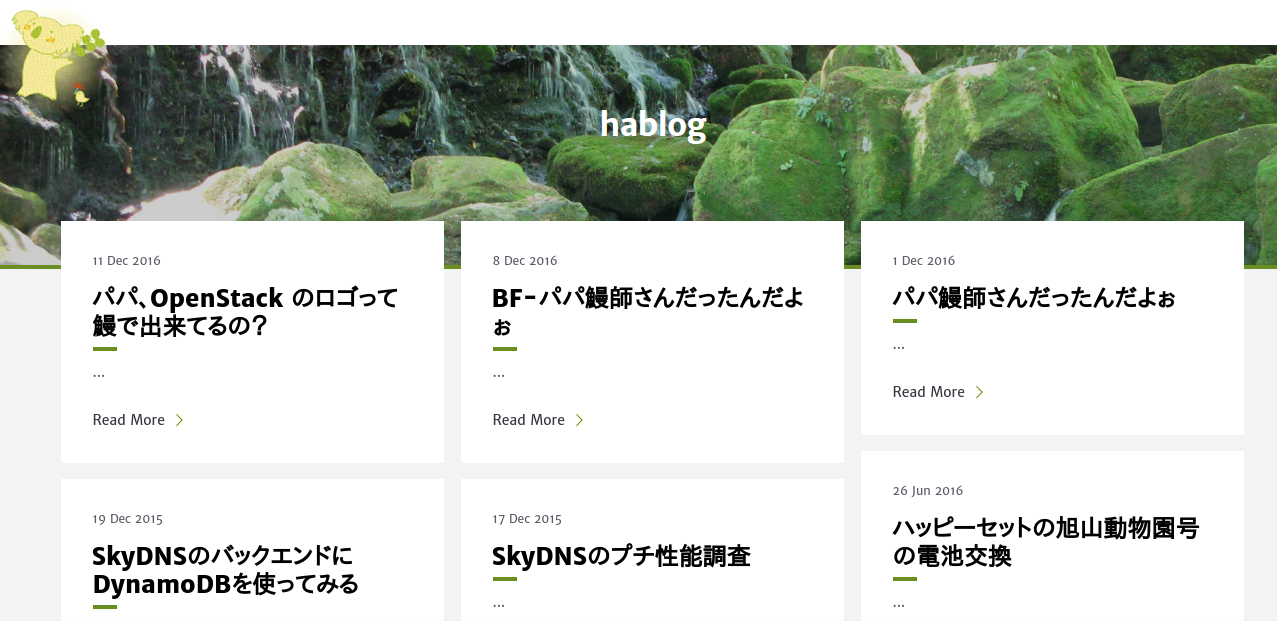 hablog
11 Dec 2016
パパ、OpenStack のロゴって
鰻で出来てるの？
...
Read More
8 Dec 2016
BF-パパ鰻師さんだったんだよ
ぉ
...
Read More
1 Dec 2016
パパ鰻師さんだったんだよぉ
...
Read More
19 Dec 2015
SkyDNSのバックエンドに
DynamoDBを使ってみる
17 Dec 2015
SkyDNSのプチ性能調査
...
26 Jun 2016
ハッピーセットの旭山動物園号
の電池交換
...